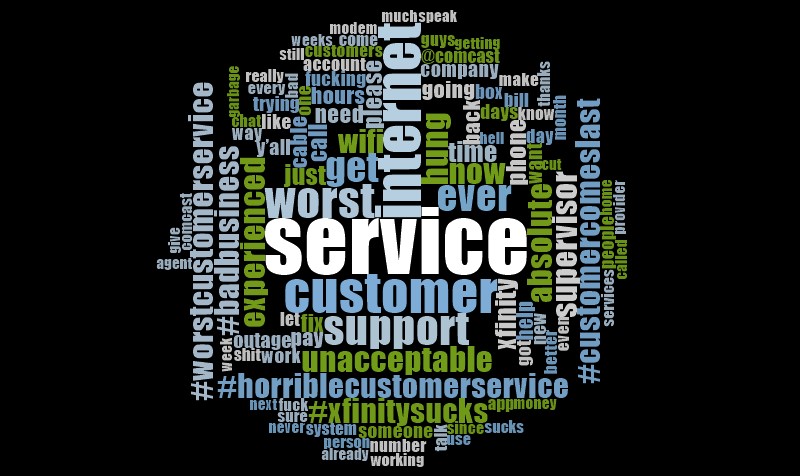 muchspeak
modem
weeks come
internet
guys getting
still customers
@comcast
really account
company
please
garbage
every bad fucking
going box make thanks
trying one hours
back bill
days know
month
chat like need
way
y'all cable call wifi
hung
hell phone day
time
want cut
just get now
worst ever
#worstcustomerservice
#badbusiness
experienced
service
absolute
supervisor
#customercomeslast
people home
provider
comcast
give
agent
customer
services called
xfinity
let fix support
got help new even
better
outage pay
week shit work
unacceptable
#horriblecustomerservice
next fuck #xfinitysucks app money
sure
never system someone since sucks
talk use
person number
already working